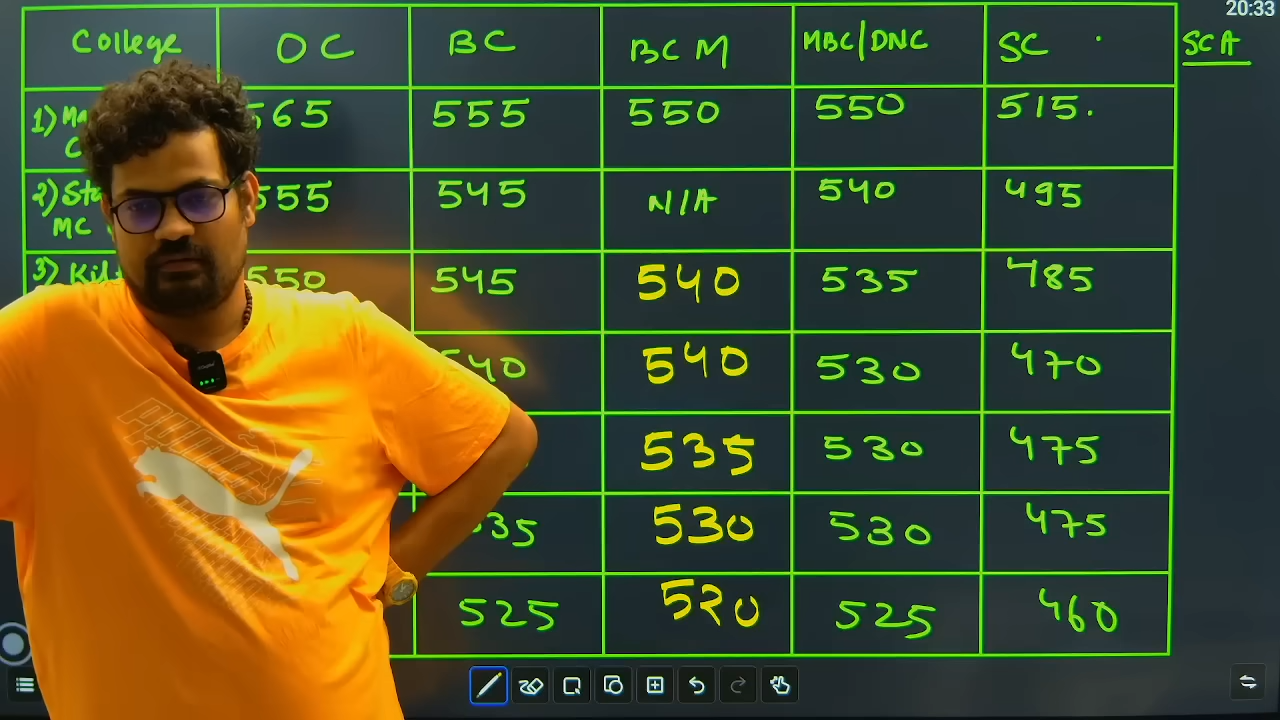 20:33
College OC BC BCM MBC/DNC SC SCA
1) 565 555 550 550 515.
2) 555 545 N/A 540 495
MC
3) 550 545 540 535 485
540 540 530 470
535 530 475
535 530 530 475
525 520 525 460